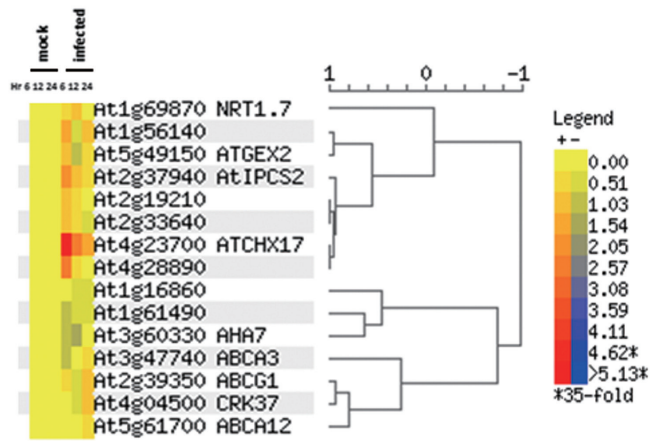 mock infected
Hr 6 12 24 6 12 24
At1g69870 NRT1.7
At1g56140
At5g49150 ATGEX2
At2g37940 AtIPCS2
At2g19210
At2g33640
At4g23700 ATCHX17
At4g28890
At1g16860
At1g61490
At3g60330 AHA7
At3g47740 ABCA3
At2g39350 ABCG1
At4g04500 CRK37
At5g61700 ABCA12
1 0 -1
Legend
+ -
0.00
0.51
1.03
1.54
2.05
2.57
3.08
3.59
4.11
4.62*
>5.13*
*35-fold